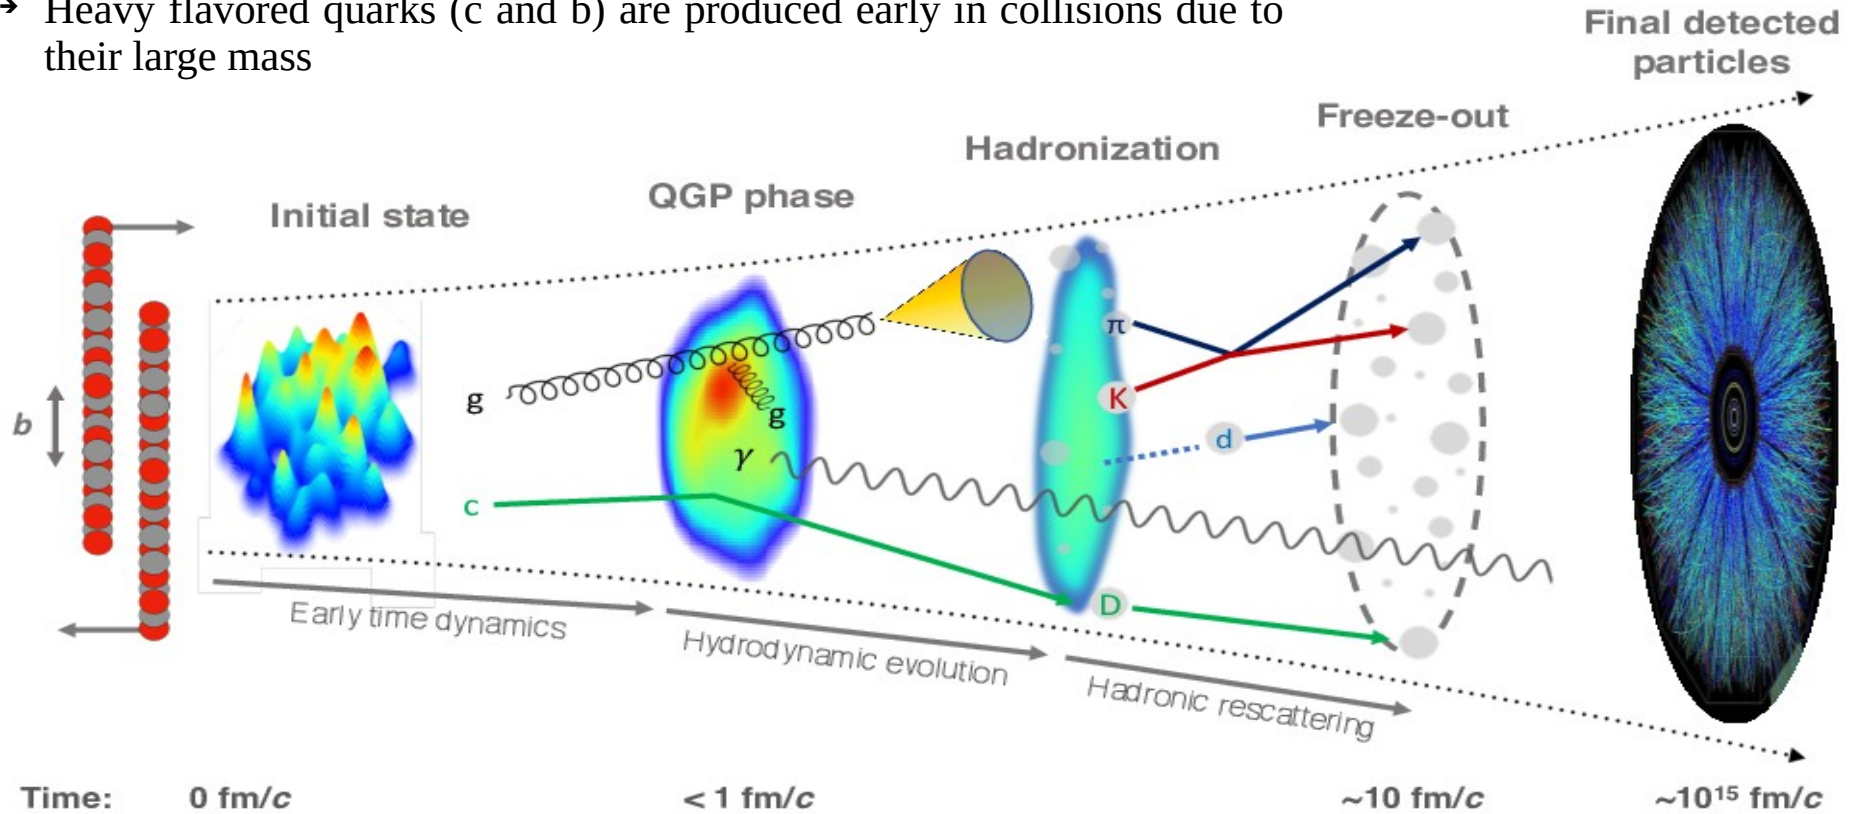 ➔ Heavy flavored quarks (c and b) are produced early in collisions due to
their large mass
Final detected
particles
Freeze-out
Hadronization
QGP phase
Initial state
b
g
g
γ
c
π
K
d
D
Early time dynamics
Hydrodynamic evolution
Hadronic rescattering
Time: 0 fm/c < 1 fm/c ~10 fm/c ~10¹⁵ fm/c